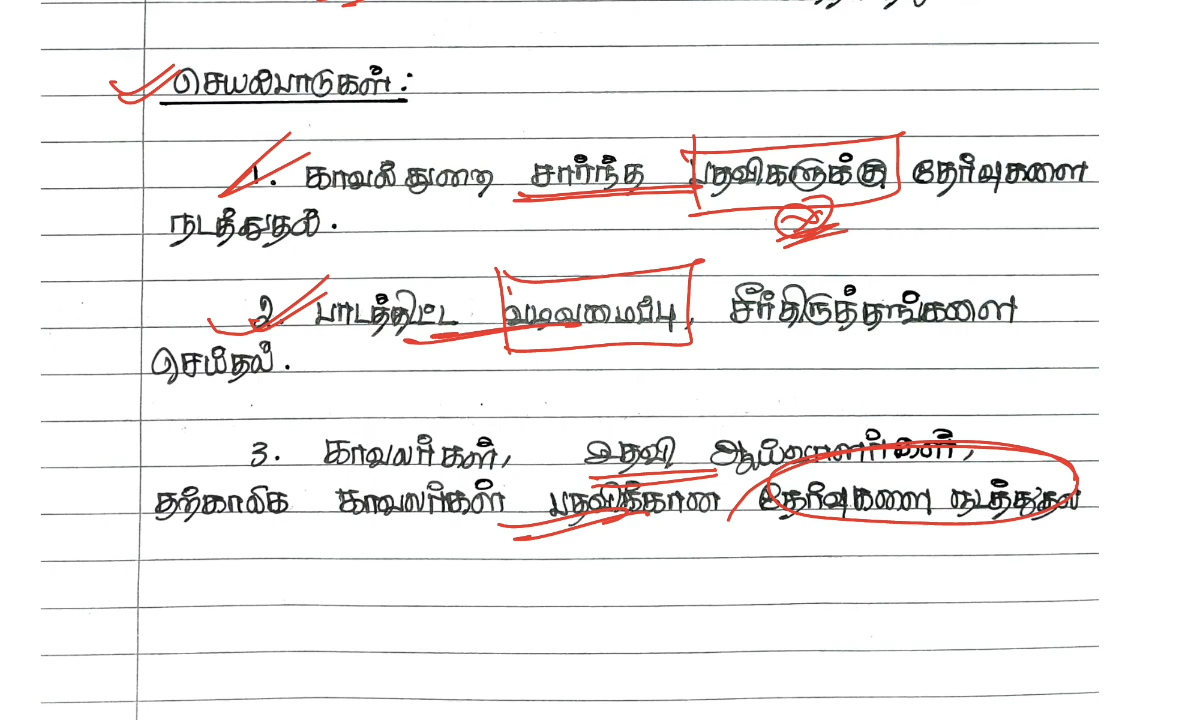 செயல்பாடுகள்:
1. காவல் துறை சார்ந்த பதவிகளுக்கு தேர்வுகளை
நடத்துதல்.
2. பாடத்திட்ட வடிவமைப்பு, சீர்திருத்தங்களை
செய்தல்.
3. காவலர்கள், உதவி ஆய்வாளர்கள்,
தற்காலிக காவலர்கள் பதவிக்கான தேர்வுகளை நடத்துதல்